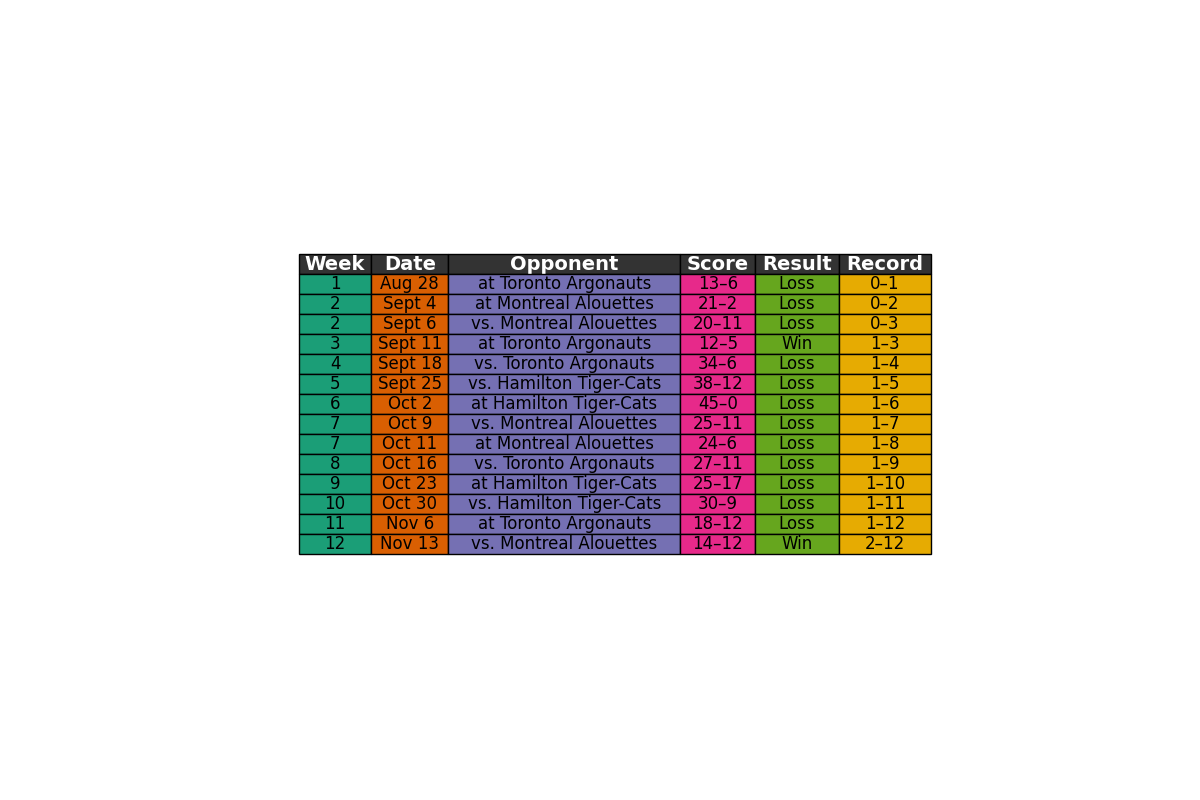 Week Date Opponent Score Result Record
1 Aug 28 at Toronto Argonauts 13–6 Loss 0–1
2 Sept 4 at Montreal Alouettes 21–2 Loss 0–2
2 Sept 6 vs. Montreal Alouettes 20–11 Loss 0–3
3 Sept 11 at Toronto Argonauts 12–5 Win 1–3
4 Sept 18 vs. Toronto Argonauts 34–6 Loss 1–4
5 Sept 25 vs. Hamilton Tiger-Cats 38–12 Loss 1–5
6 Oct 2 at Hamilton Tiger-Cats 45–0 Loss 1–6
7 Oct 9 vs. Montreal Alouettes 25–11 Loss 1–7
7 Oct 11 at Montreal Alouettes 24–6 Loss 1–8
8 Oct 16 vs. Toronto Argonauts 27–11 Loss 1–9
9 Oct 23 at Hamilton Tiger-Cats 25–17 Loss 1–10
10 Oct 30 vs. Hamilton Tiger-Cats 30–9 Loss 1–11
11 Nov 6 at Toronto Argonauts 18–12 Loss 1–12
12 Nov 13 vs. Montreal Alouettes 14–12 Win 2–12